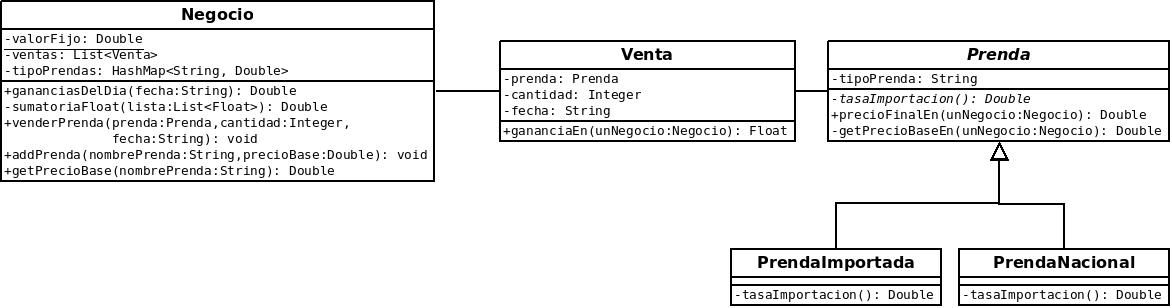 Negocio
-valorFijo: Double
-ventas: List<Venta>
-tipoPrendas: HashMap<String, Double>
+gananciasDelDia(fecha:String): Double
-sumatoriaFloat(lista:List<Float>): Double
+venderPrenda(prenda:Prenda,cantidad:Integer,
fecha:String): void
+addPrenda(nombrePrenda:String,precioBase:Double): void
+getPrecioBase(nombrePrenda:String): Double
Venta
-prenda: Prenda
-cantidad: Integer
-fecha: String
+gananciaEn(unNegocio:Negocio): Float
Prenda
-tipoPrenda: String
-tasaImportacion(): Double
+precioFinalEn(unNegocio:Negocio): Double
-getPrecioBaseEn(unNegocio:Negocio): Double
PrendaImportada
-tasaImportacion(): Double
PrendaNacional
-tasaImportacion(): Double